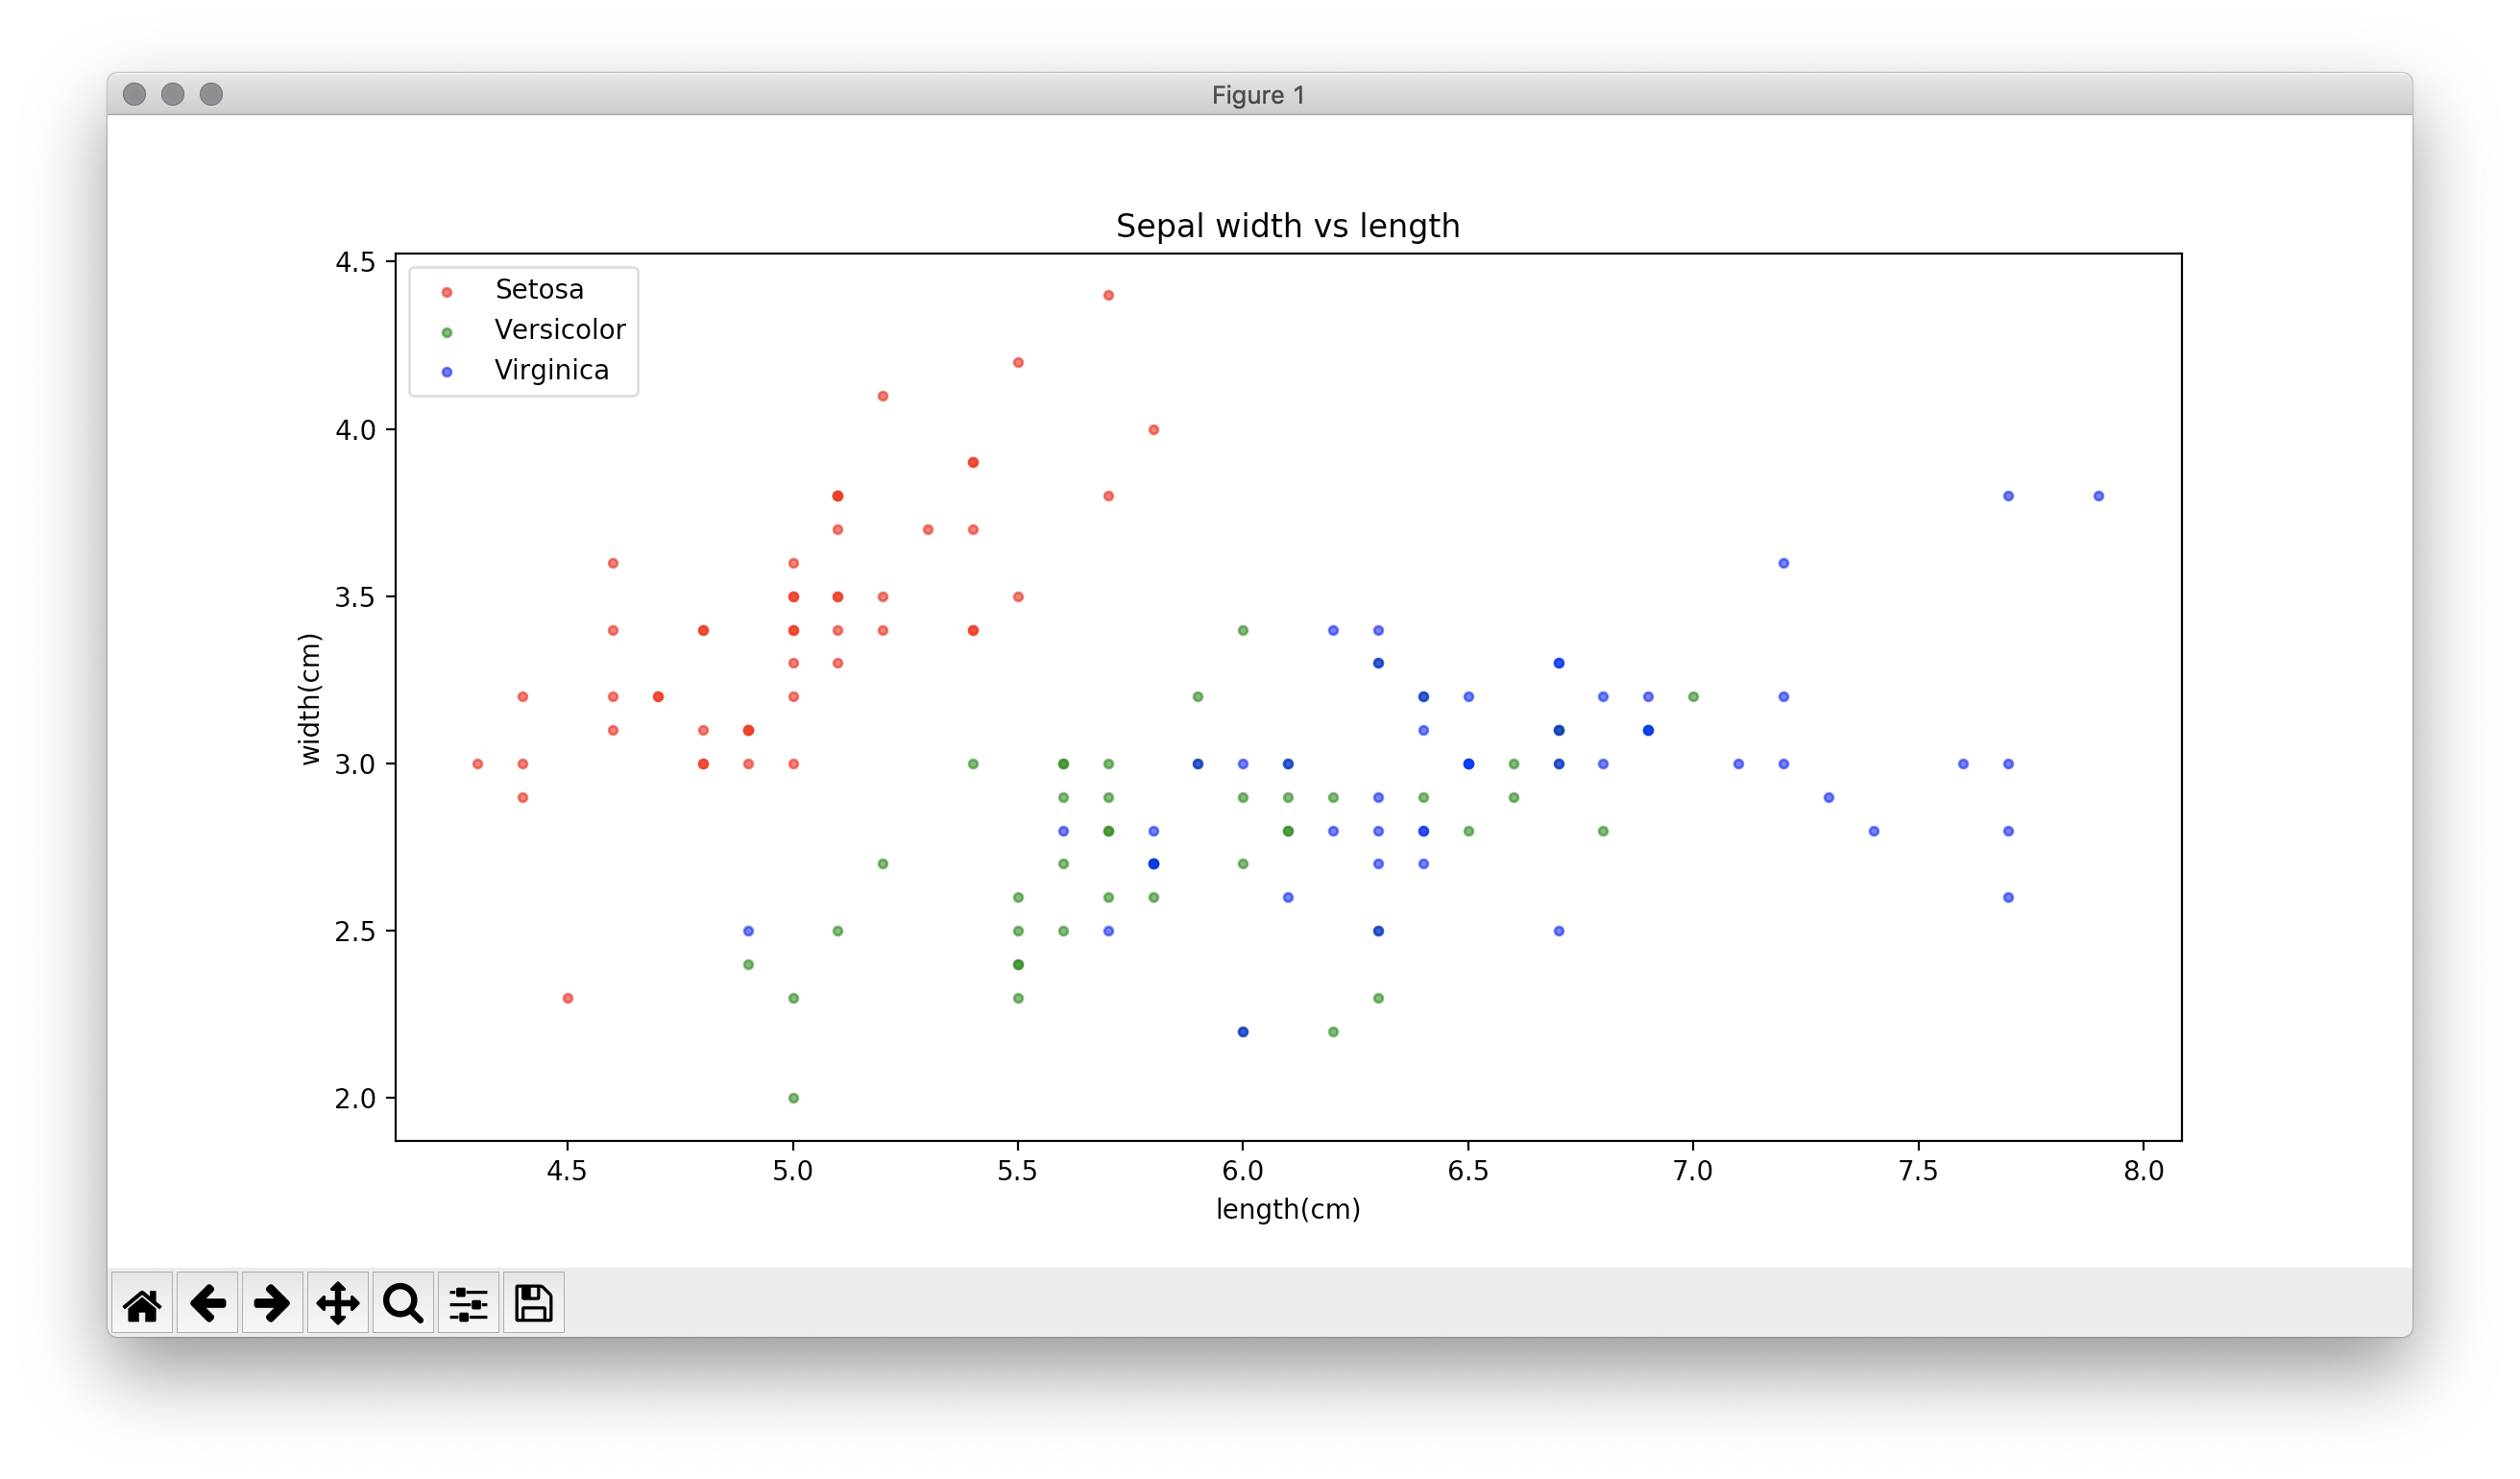 Figure 1
Sepal width vs length
Setosa
Versicolor
Virginica
4.5
4.0
3.5
3.0
2.5
2.0
width(cm)
4.5 5.0 5.5 6.0 6.5 7.0 7.5 8.0
length(cm)